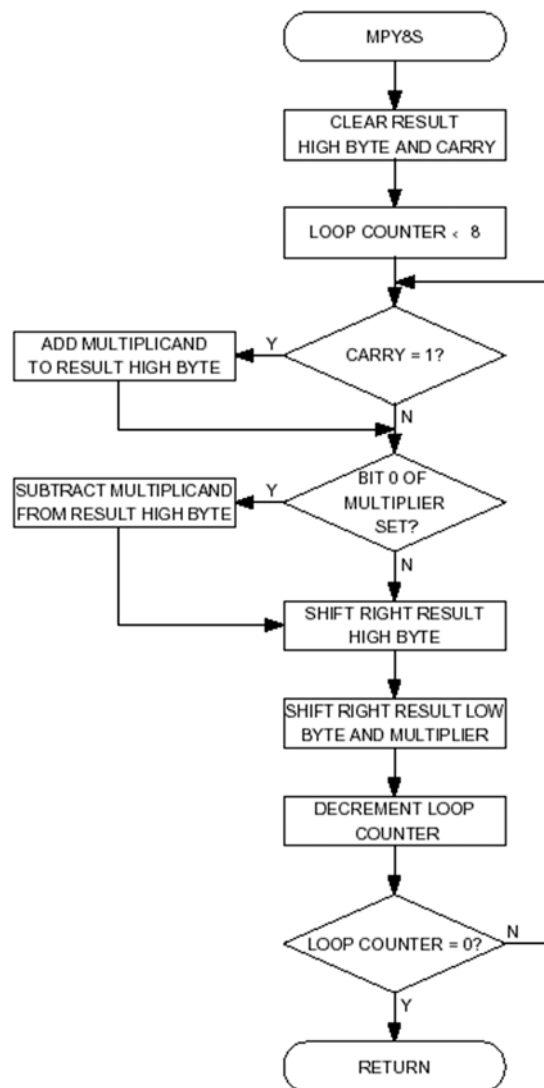 MPY8S
CLEAR RESULT
HIGH BYTE AND CARRY
LOOP COUNTER < 8
CARRY = 1?
Y
ADD MULTIPLICAND
TO RESULT HIGH BYTE
N
BIT 0 OF
MULTIPLIER
SET?
Y
SUBTRACT MULTIPLICAND
FROM RESULT HIGH BYTE
N
SHIFT RIGHT RESULT
HIGH BYTE
SHIFT RIGHT RESULT LOW
BYTE AND MULTIPLIER
DECREMENT LOOP
COUNTER
LOOP COUNTER = 0?
N
Y
RETURN